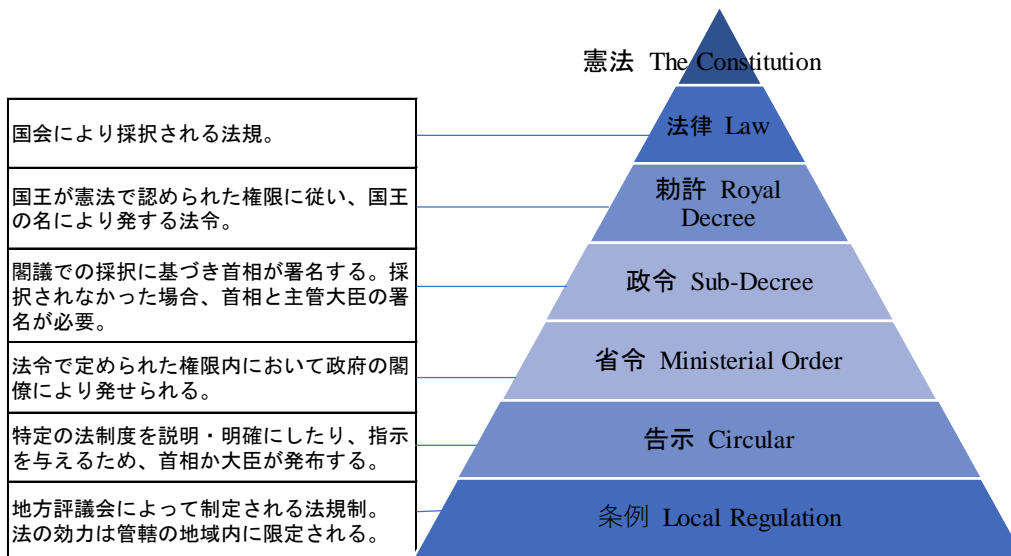 憲法 The Constitution
国会により採択される法規。
法律 Law
国王が憲法で認められた権限に従い、国王
の名により発する法令。
勅許 Royal
Decree
閣議での採択に基づき首相が署名する。採
択されなかった場合、首相と主管大臣の署
名が必要。
政令 Sub-Decree
法令で定められた権限内において政府の閣
僚により発せられる。
省令 Ministerial Order
特定の法制度を説明・明確にしたり、指示
を与えるため、首相か大臣が発布する。
告示 Circular
地方評議会によって制定される法規制。
法の効力は管轄の地域内に限定される。
条例 Local Regulation